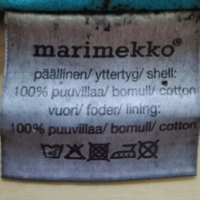 marimekko®
päällinen/ yttertyg/ shell:
100% puuvillaa/ bomull/ cotton
vuori/ foder/ lining:
100% puuvillaa/ bomull/ cotton